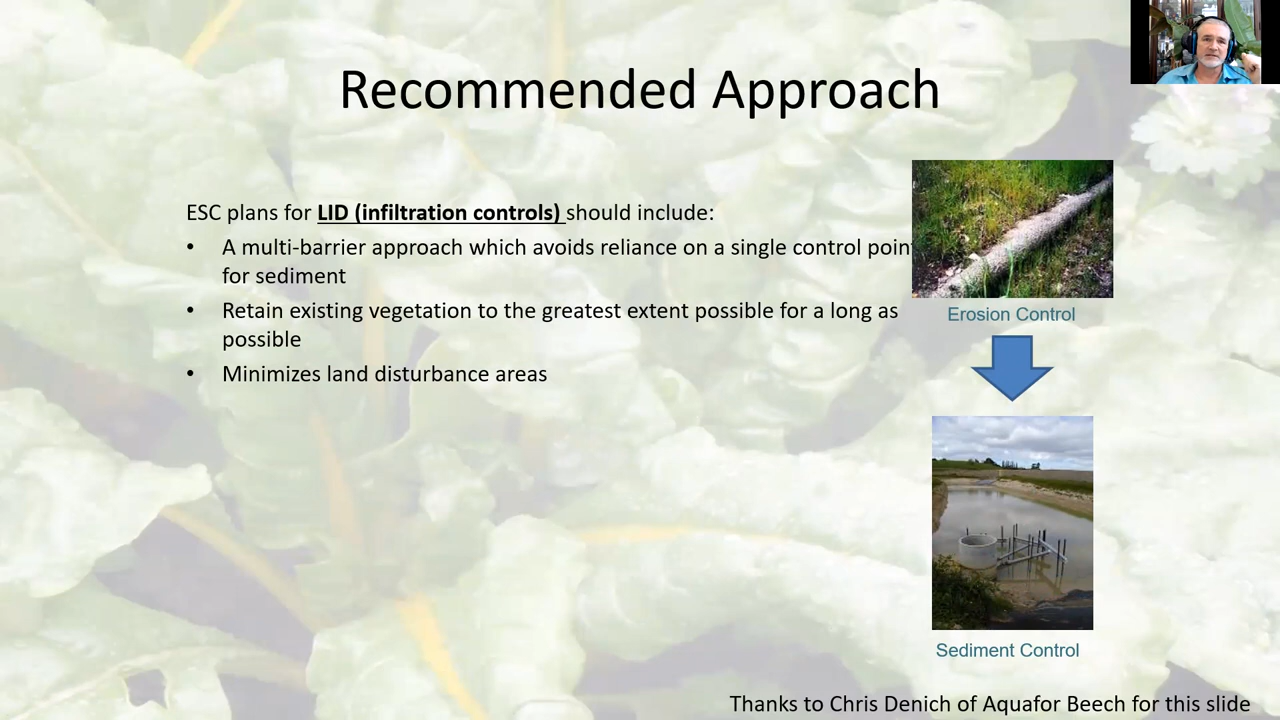 Recommended Approach
ESC plans for LID (infiltration controls) should include:
• A multi-barrier approach which avoids reliance on a single control point
for sediment
• Retain existing vegetation to the greatest extent possible for a long as
possible
• Minimizes land disturbance areas
Erosion Control
Sediment Control
Thanks to Chris Denich of Aquafor Beech for this slide